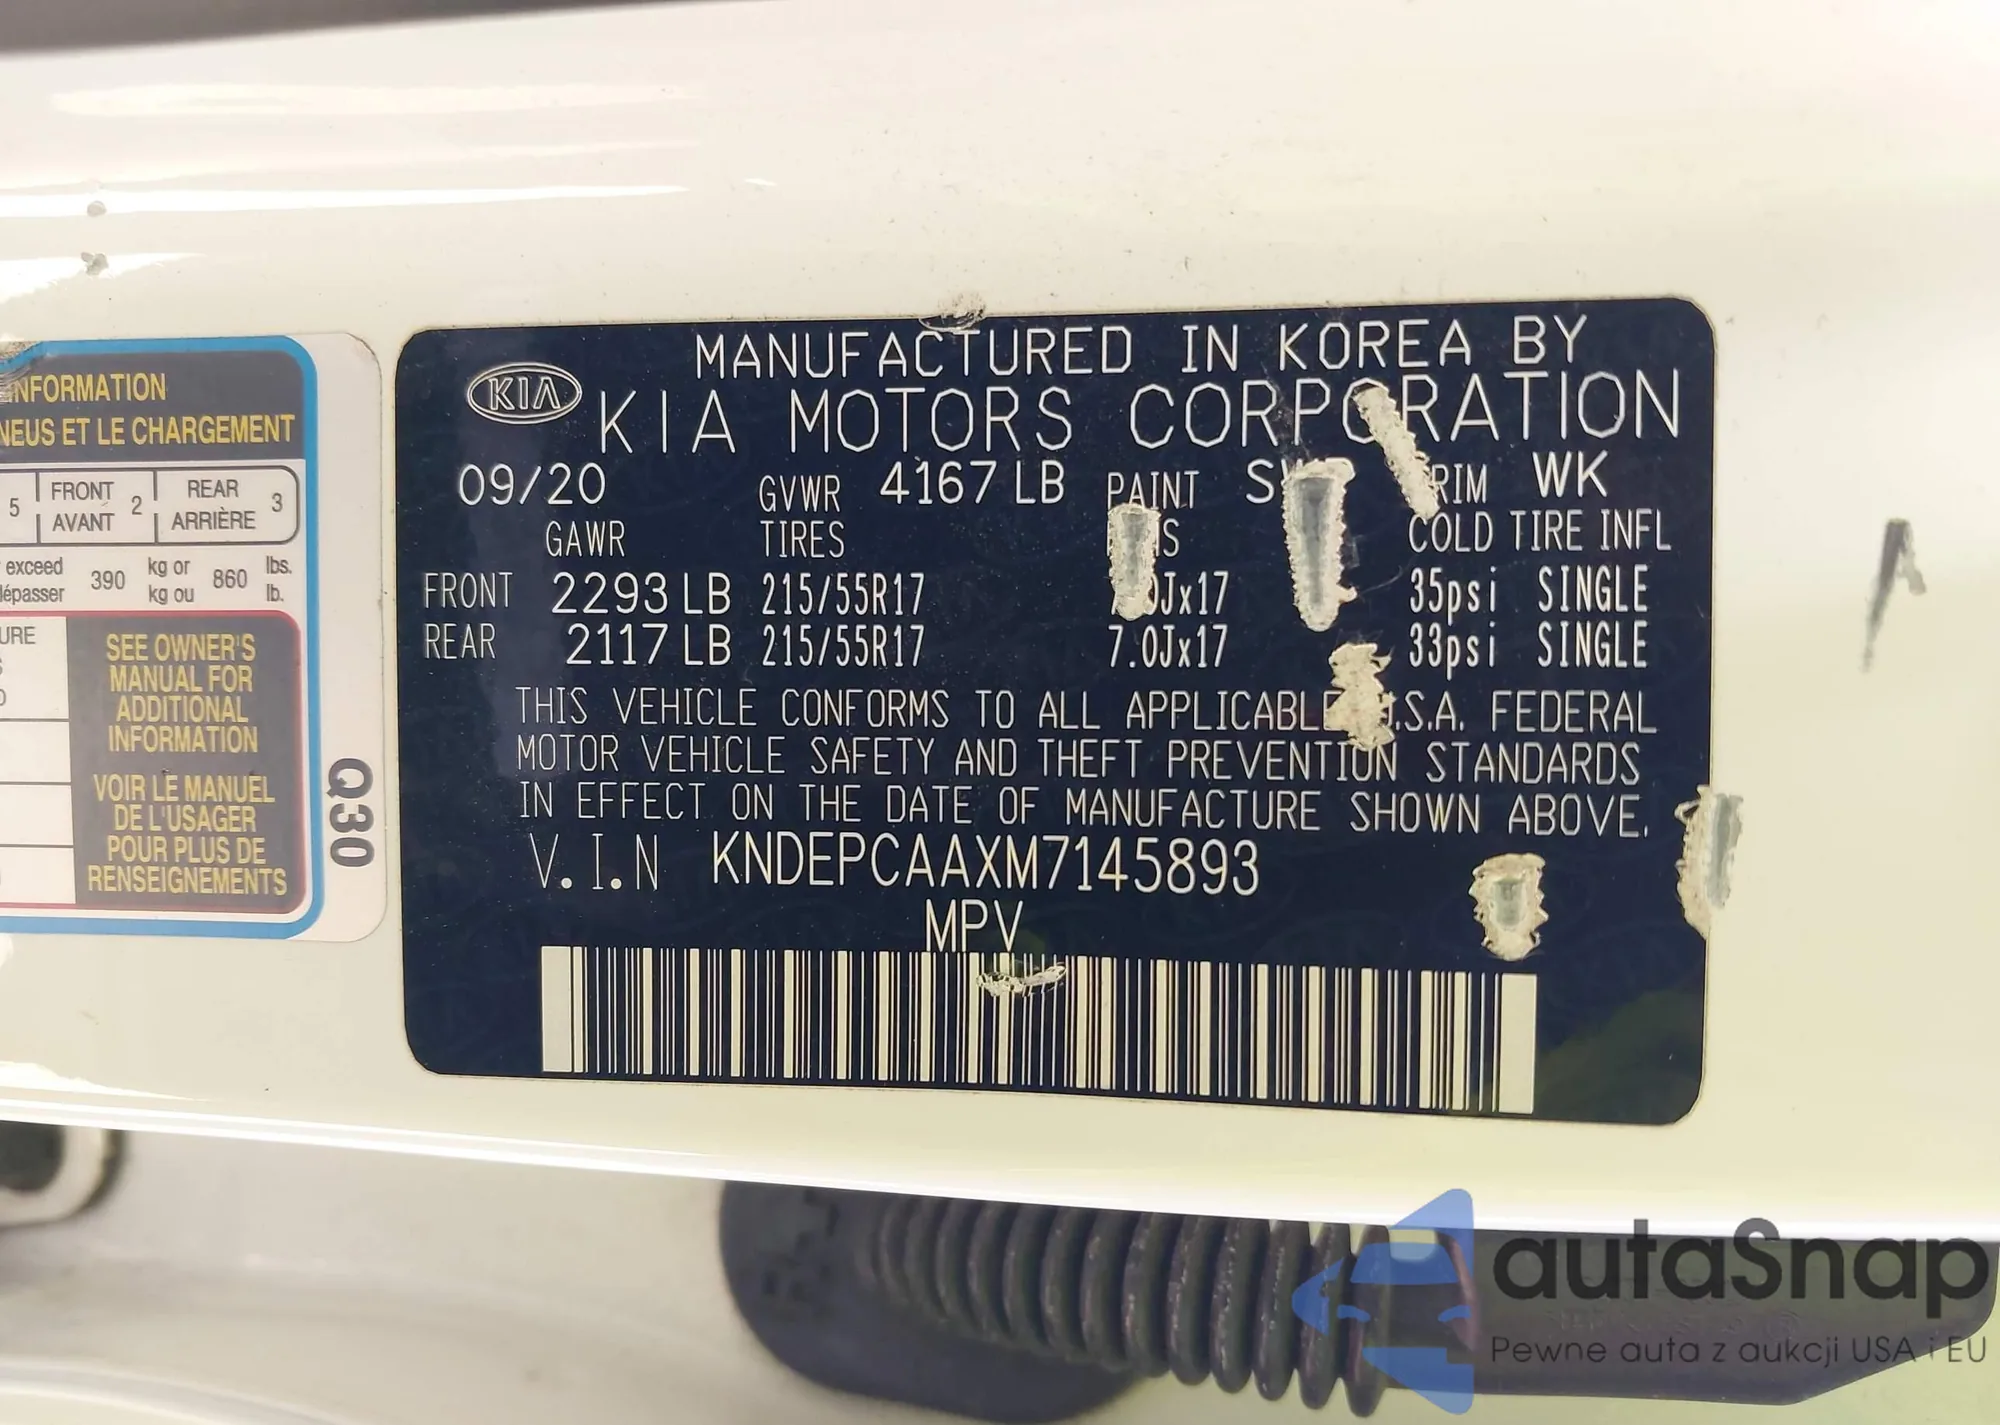 INFORMATION
NEUS ET LE CHARGEMENT
5 FRONT AVANT 2 REAR ARRIÈRE 3
exceed 390 kg or 860 lbs.
dépasser kg ou lb.
URE
SEE OWNER'S
MANUAL FOR
ADDITIONAL
INFORMATION
VOIR LE MANUEL
DE L'USAGER
POUR PLUS DE
RENSEIGNEMENTS
Q30
KIA
MANUFACTURED IN KOREA BY
KIA MOTORS CORPORATION
09/20 GVWR 4167 LB PAINT TRIM WK
GAWR TIRES COLD TIRE INFL
FRONT 2293 LB 215/55R17 35psi SINGLE
REAR 2117 LB 215/55R17 7.0Jx17 33psi SINGLE
THIS VEHICLE CONFORMS TO ALL APPLICABLE U.S.A. FEDERAL
MOTOR VEHICLE SAFETY AND THEFT PREVENTION STANDARDS
IN EFFECT ON THE DATE OF MANUFACTURE SHOWN ABOVE.
V.I.N KNDEPCAAXM7145893
MPV
autaSnap
Pewne auta z aukcji USA i EU